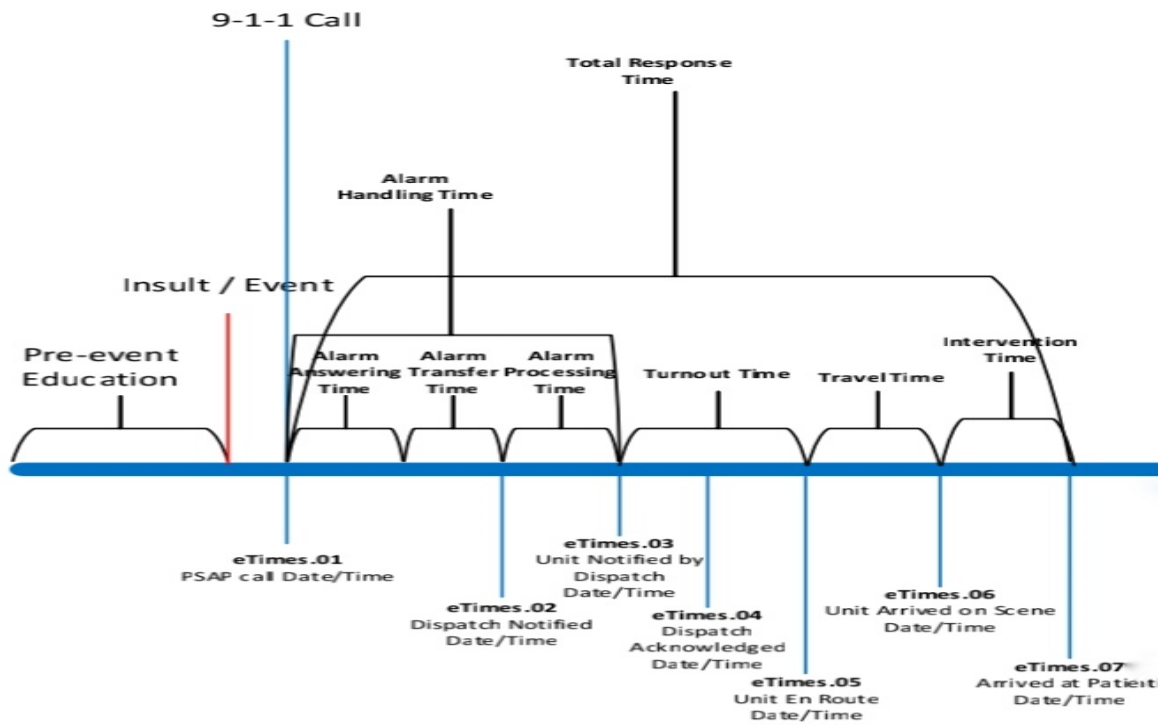 9-1-1 Call
Total Response
Time
Alarm
Handling Time
Insult / Event
Pre-event
Education
Alarm
Answering
Time
Alarm
Transfer
Time
Alarm
Processing
Time
Turnout Time
Travel Time
Intervention
Time
eTimes.01
PSAP call Date/Time
eTimes.02
Dispatch Notified
Date/Time
eTimes.03
Unit Notified by
Dispatch
Date/Time
eTimes.04
Dispatch
Acknowledged
Date/Time
eTimes.05
Unit En Route
Date/Time
eTimes.06
Unit Arrived on Scene
Date/Time
eTimes.07
Arrived at Patient
Date/Time